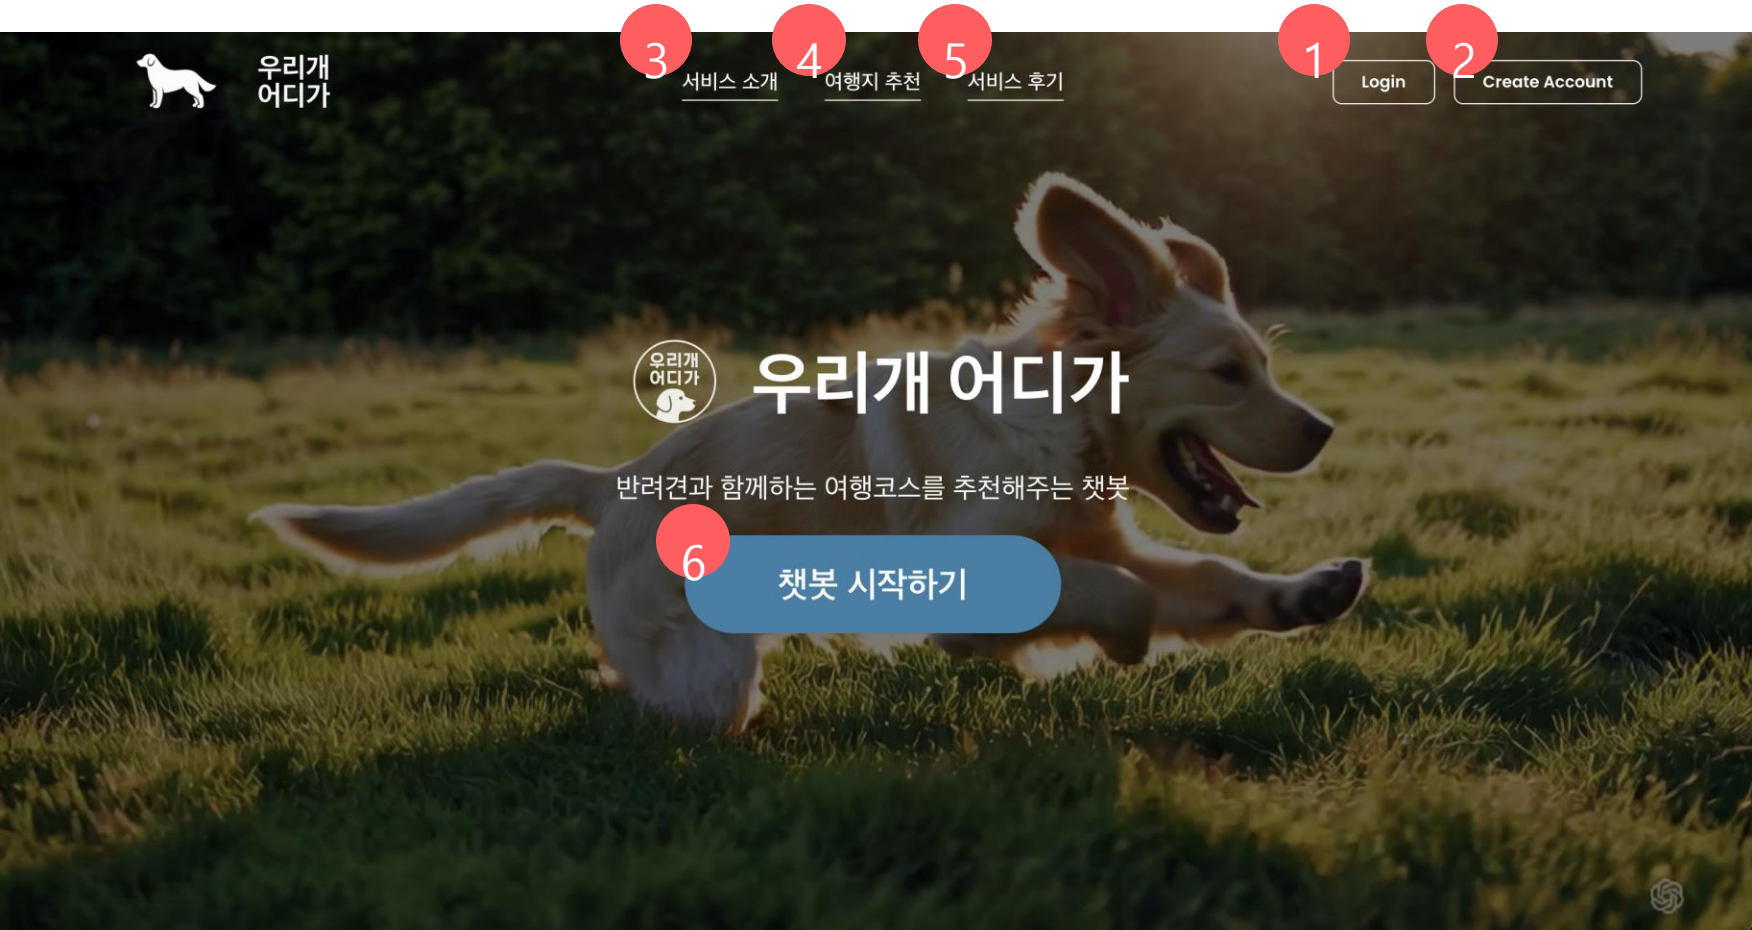 우리개
어디가
3
서비스 소개
4
여행지 추천
5
서비스 후기
1
Login
2
Create Account
우리개
어디가
우리개 어디가
반려견과 함께하는 여행코스를 추천해주는 챗봇
6
챗봇 시작하기